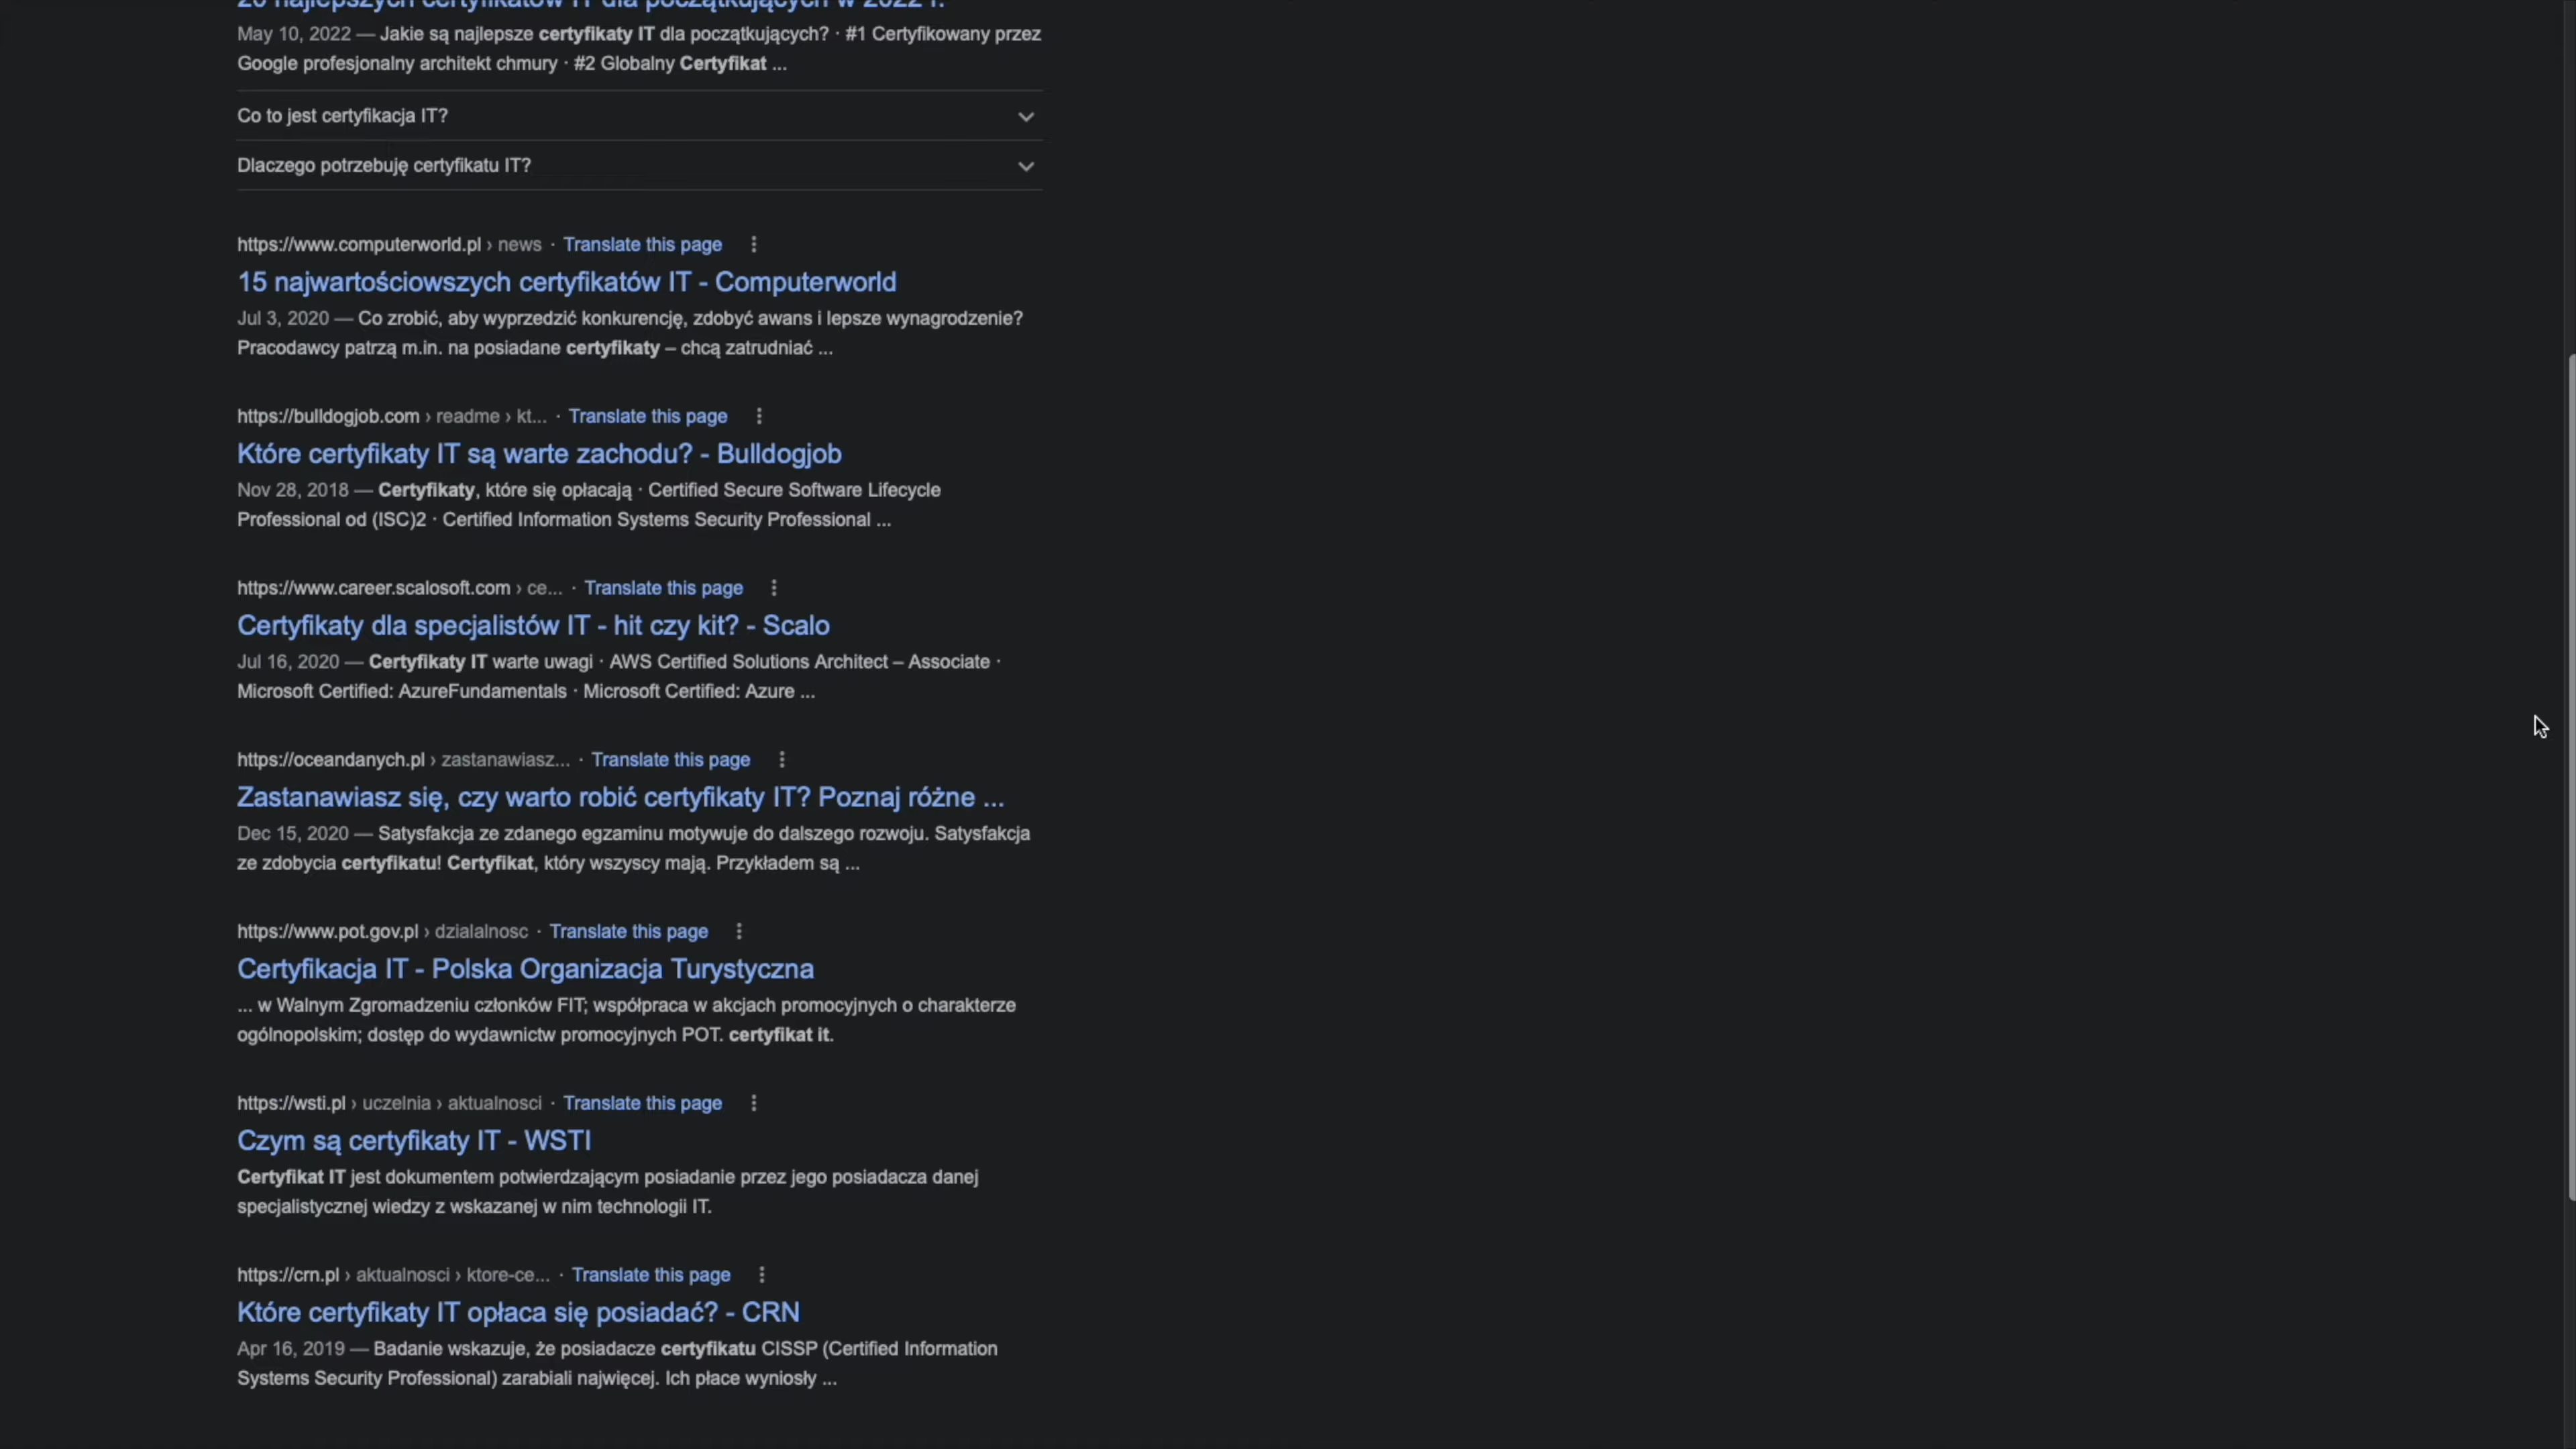 20 najlepszych certyfikatów IT dla początkujących w 2022 r.
May 10, 2022 — Jakie są najlepsze certyfikaty IT dla początkujących? · #1 Certyfikowany przez
Google profesjonalny architekt chmury · #2 Globalny Certyfikat ...
Co to jest certyfikacja IT?
Dlaczego potrzebuję certyfikatu IT?
https://www.computerworld.pl › news · Translate this page
15 najwartościowszych certyfikatów IT - Computerworld
Jul 3, 2020 — Co zrobić, aby wyprzedzić konkurencję, zdobyć awans i lepsze wynagrodzenie?
Pracodawcy patrzą m.in. na posiadane certyfikaty – chcą zatrudniać ...
https://bulldogjob.com › readme › kt... · Translate this page
Które certyfikaty IT są warte zachodu? - Bulldogjob
Nov 28, 2018 — Certyfikaty, które się opłacają · Certified Secure Software Lifecycle
Professional od (ISC)2 · Certified Information Systems Security Professional ...
https://www.career.scalosoft.com › ce... · Translate this page
Certyfikaty dla specjalistów IT - hit czy kit? - Scalo
Jul 16, 2020 — Certyfikaty IT warte uwagi · AWS Certified Solutions Architect – Associate ·
Microsoft Certified: AzureFundamentals · Microsoft Certified: Azure ...
https://oceandanych.pl › zastanawiasz... · Translate this page
Zastanawiasz się, czy warto robić certyfikaty IT? Poznaj różne ...
Dec 15, 2020 — Satysfakcja ze zdanego egzaminu motywuje do dalszego rozwoju. Satysfakcja
ze zdobycia certyfikatu! Certyfikat, który wszyscy mają. Przykładem są ...
https://www.pot.gov.pl › dzialalnosc · Translate this page
Certyfikacja IT - Polska Organizacja Turystyczna
... w Walnym Zgromadzeniu członków FIT; współpraca w akcjach promocyjnych o charakterze
ogólnopolskim; dostęp do wydawnictw promocyjnych POT. certyfikat it.
https://wsti.pl › uczelnia › aktualnosci · Translate this page
Czym są certyfikaty IT - WSTI
Certyfikat IT jest dokumentem potwierdzającym posiadanie przez jego posiadacza danej
specjalistycznej wiedzy z wskazanej w nim technologii IT.
https://crn.pl › aktualnosci › ktore-ce... · Translate this page
Które certyfikaty IT opłaca się posiadać? - CRN
Apr 16, 2019 — Badanie wskazuje, że posiadacze certyfikatu CISSP (Certified Information
Systems Security Professional) zarabiali najwięcej. Ich płace wyniosły ...